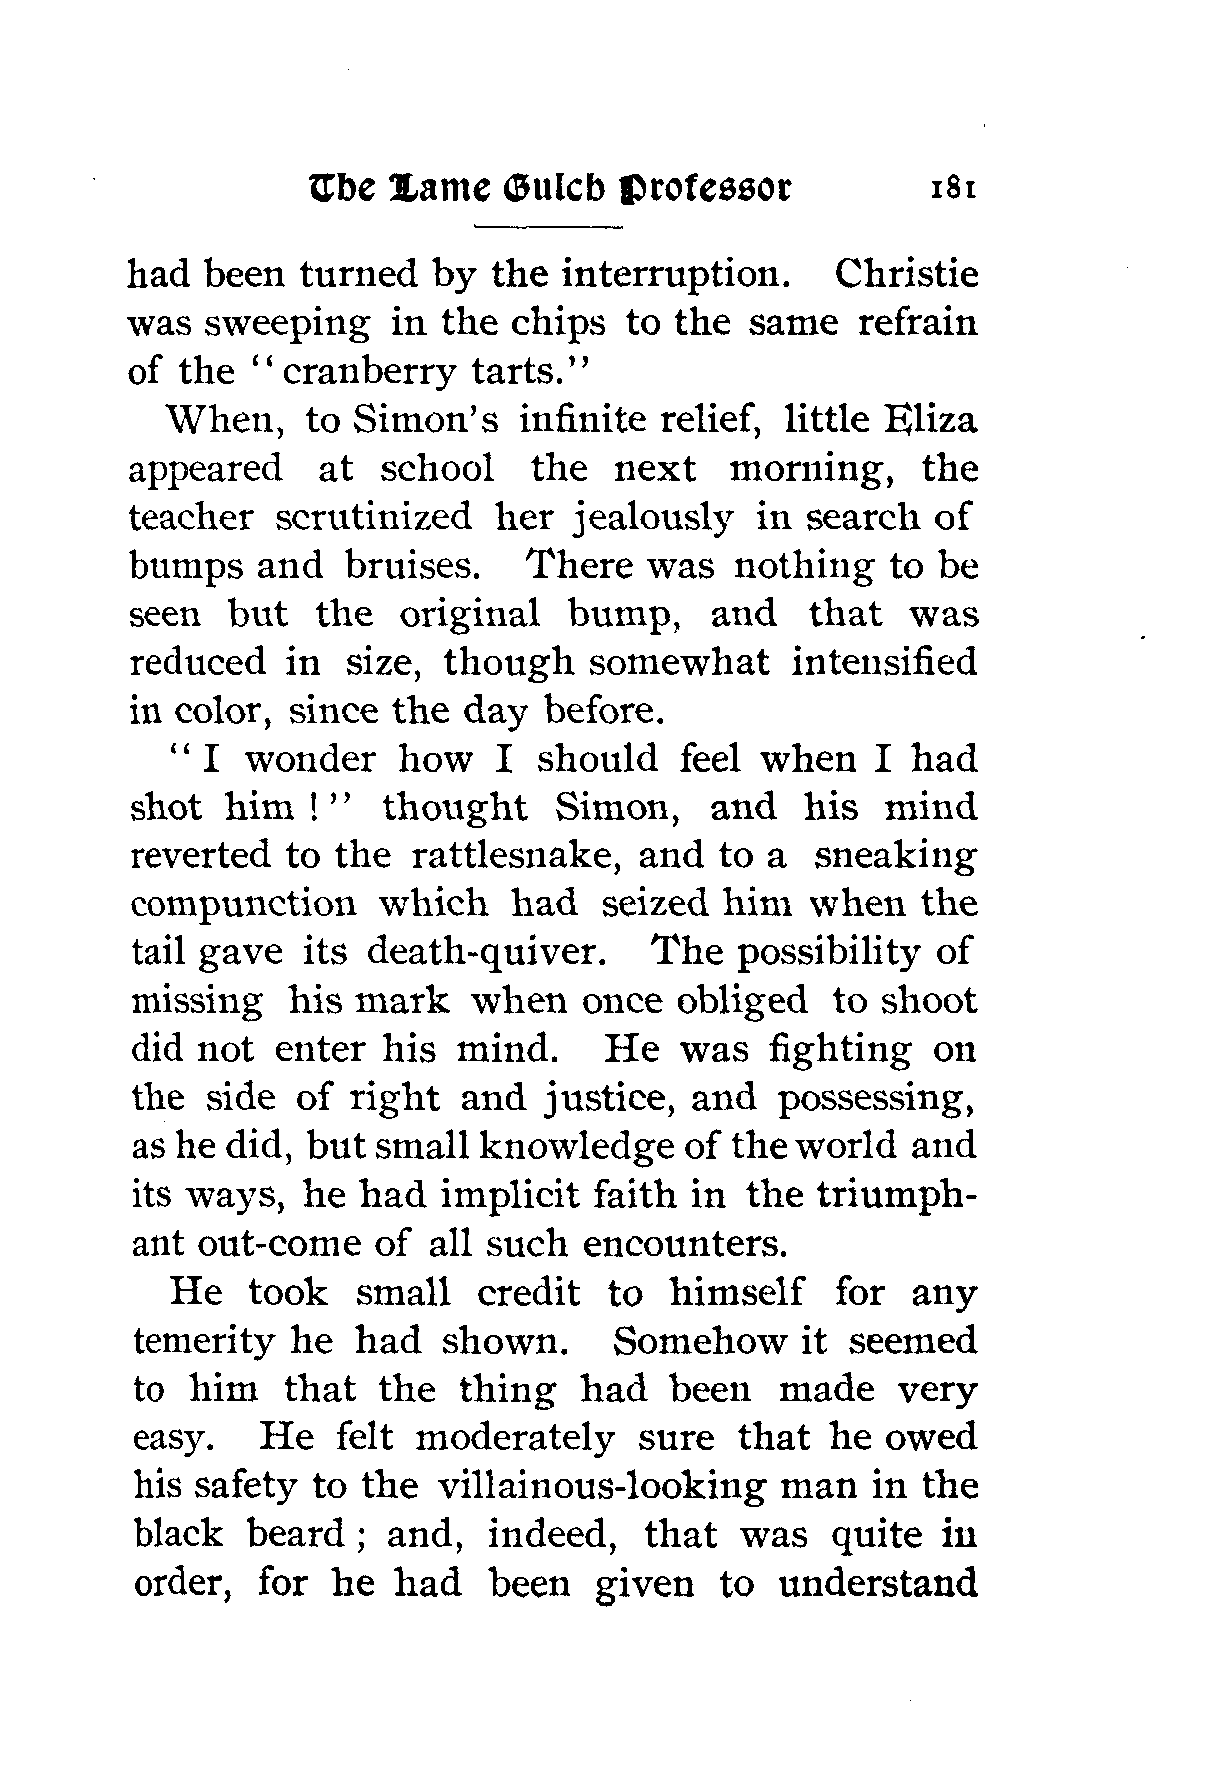 The Lame Gulch Professor 181
had been turned by the interruption. Christie
was sweeping in the chips to the same refrain
of the "cranberry tarts."
When, to Simon's infinite relief, little Eliza
appeared at school the next morning, the
teacher scrutinized her jealously in search of
bumps and bruises. There was nothing to be
seen but the original bump, and that was
reduced in size, though somewhat intensified
in color, since the day before.
"I wonder how I should feel when I had
shot him!" thought Simon, and his mind
reverted to the rattlesnake, and to a sneaking
compunction which had seized him when the
tail gave its death-quiver. The possibility of
missing his mark when once obliged to shoot
did not enter his mind. He was fighting on
the side of right and justice, and possessing,
as he did, but small knowledge of the world and
its ways, he had implicit faith in the triumph-
ant out-come of all such encounters.
He took small credit to himself for any
temerity he had shown. Somehow it seemed
to him that the thing had been made very
easy. He felt moderately sure that he owed
his safety to the villainous-looking man in the
black beard; and, indeed, that was quite in
order, for he had been given to understand